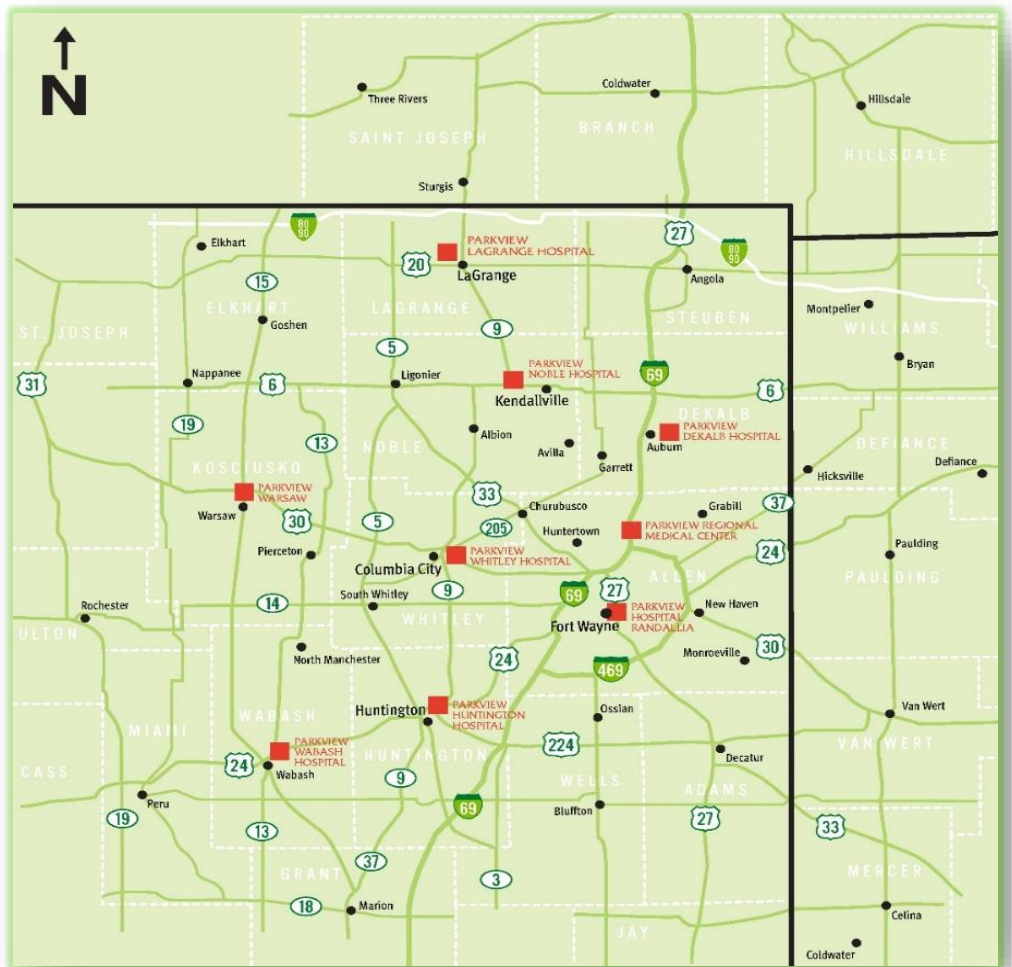 N
Three Rivers
Coldwater
Hillsdale
SAINT JOSEPH
BRANCH
HILLSDALE
Sturgis
80
90
27
Elkhart
PARKVIEW
LAGRANGE HOSPITAL
80
90
20
LaGrange
Angola
15
ELKHART
LAGRANGE
STEUBEN
Montpelier
ST. JOSEPH
Goshen
9
WILLIAMS
5
PARKVIEW
NOBLE HOSPITAL
Bryan
31
Nappanee
6
Ligonier
69
6
Kendallville
19
DEKALB
13
Albion
PARKVIEW
DEKALB HOSPITAL
NOBLE
Auburn
DEFIANCE
Avilla
Garrett
Defiance
KOSCIUSKO
Hicksville
PARKVIEW
WARSAW
33
37
Warsaw
30
5
Churubusco
Grabill
205
Huntertown
PARKVIEW REGIONAL
MEDICAL CENTER
Pierceton
24
Paulding
Columbia City
PARKVIEW
WHITLEY HOSPITAL
ALLEN
PAULDING
9
69
27
South Whitley
14
Rochester
WHITLEY
PARKVIEW
HOSPITAL
RANDALLIA
New Haven
Fort Wayne
ULTON
30
North Manchester
24
469
Monroeville
Huntington
PARKVIEW
HUNTINGTON
HOSPITAL
Ossian
Van Wert
WABASH
MIAMI
PARKVIEW
WABASH
HOSPITAL
HUNTINGTON
224
VAN WERT
24
Decatur
CASS
Wabash
9
WELLS
ADAMS
Peru
69
Bluffton
19
13
27
33
37
GRANT
3
MERCER
18
Marion
Celina
JAY
Coldwater